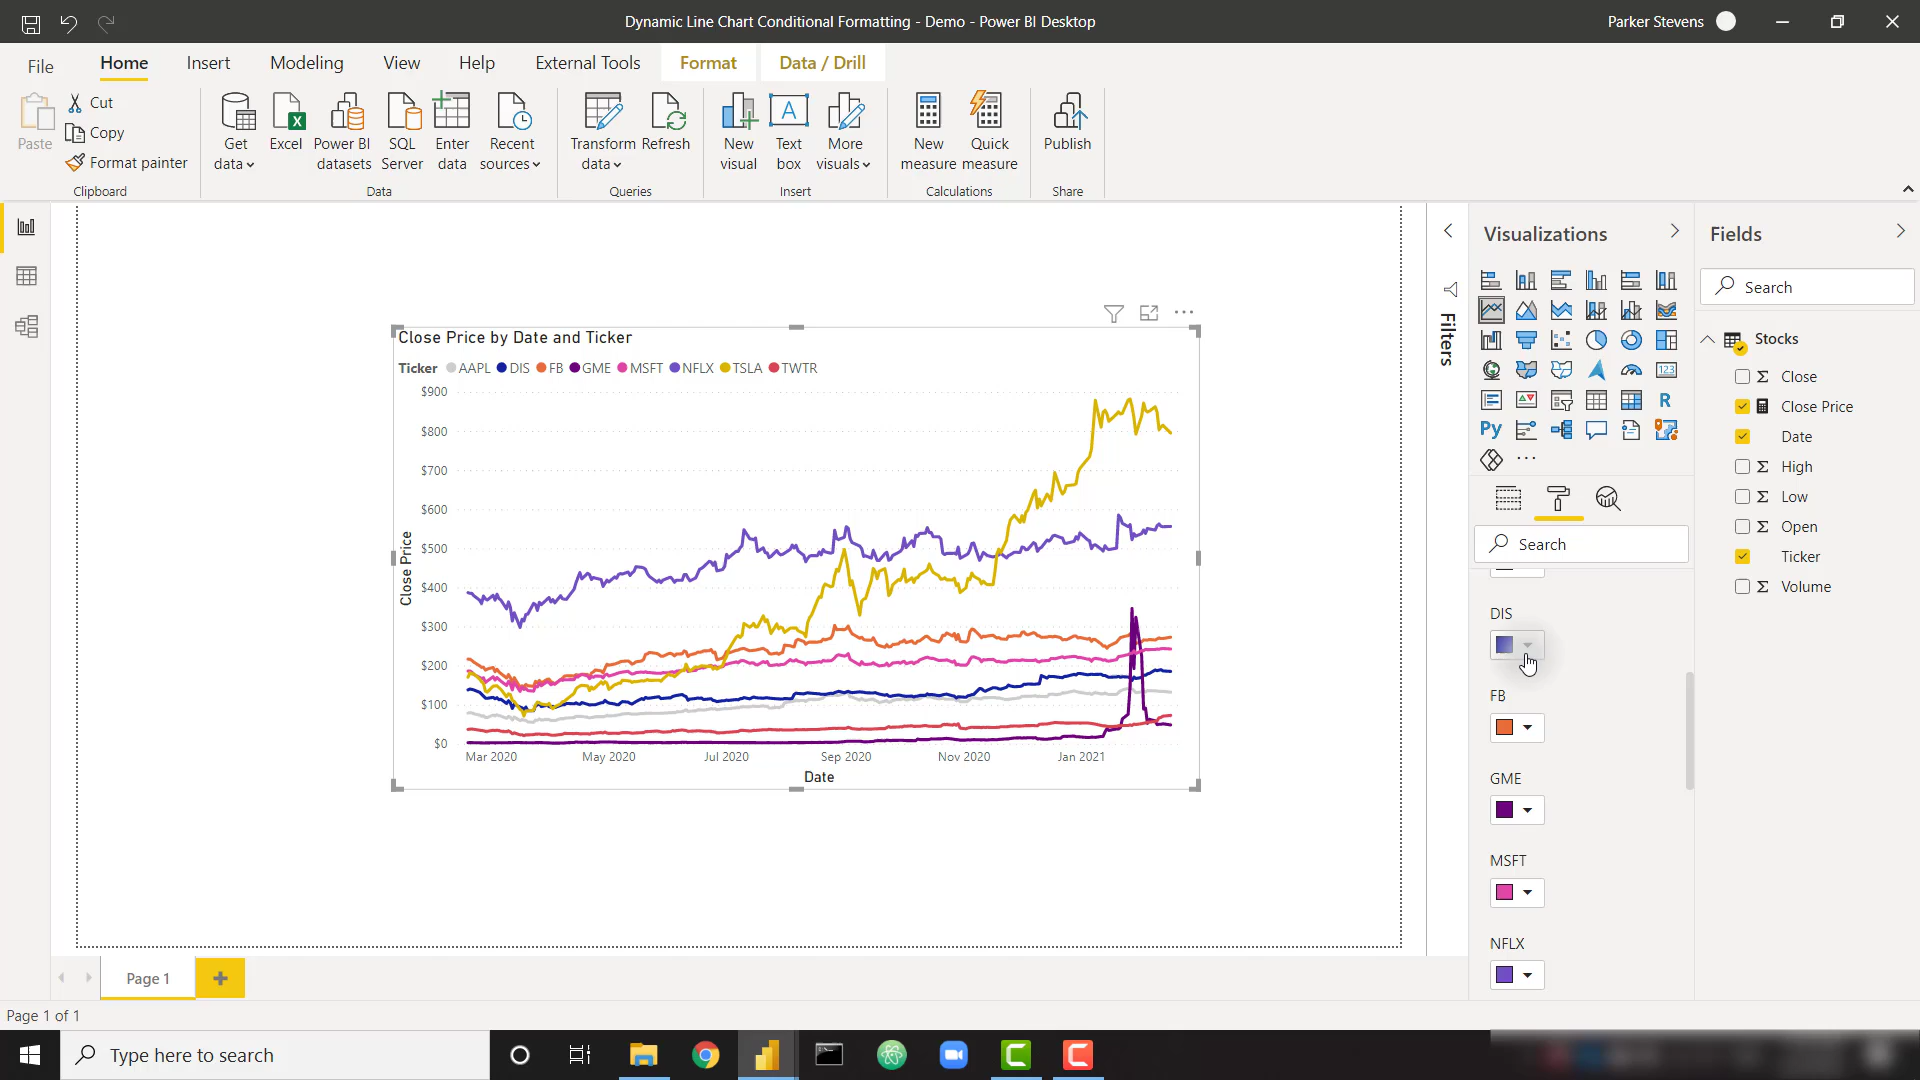 Dynamic Line Chart Conditional Formatting - Demo - Power BI Desktop
Parker Stevens
File
Home
Insert
Modeling
View
Help
External Tools
Format
Data / Drill
Paste
Cut
Copy
Format painter
Clipboard
Get data
Excel
Power BI datasets
SQL Server
Enter data
Recent sources
Data
Transform data
Refresh
Queries
New visual
Text box
More visuals
Insert
New measure
Quick measure
Calculations
Publish
Share
Close Price by Date and Ticker
Ticker AAPL DIS FB GME MSFT NFLX TSLA TWTR
$900
$800
$700
$600
$500
$400
$300
$200
$100
$0
Close Price
Mar 2020 May 2020 Jul 2020 Sep 2020 Nov 2020 Jan 2021
Date
Filters
Visualizations
R
Py
123
Search
DIS
FB
GME
MSFT
NFLX
Fields
Search
Stocks
Close
Close Price
Date
High
Low
Open
Ticker
Volume
Page 1
Page 1 of 1
Type here to search